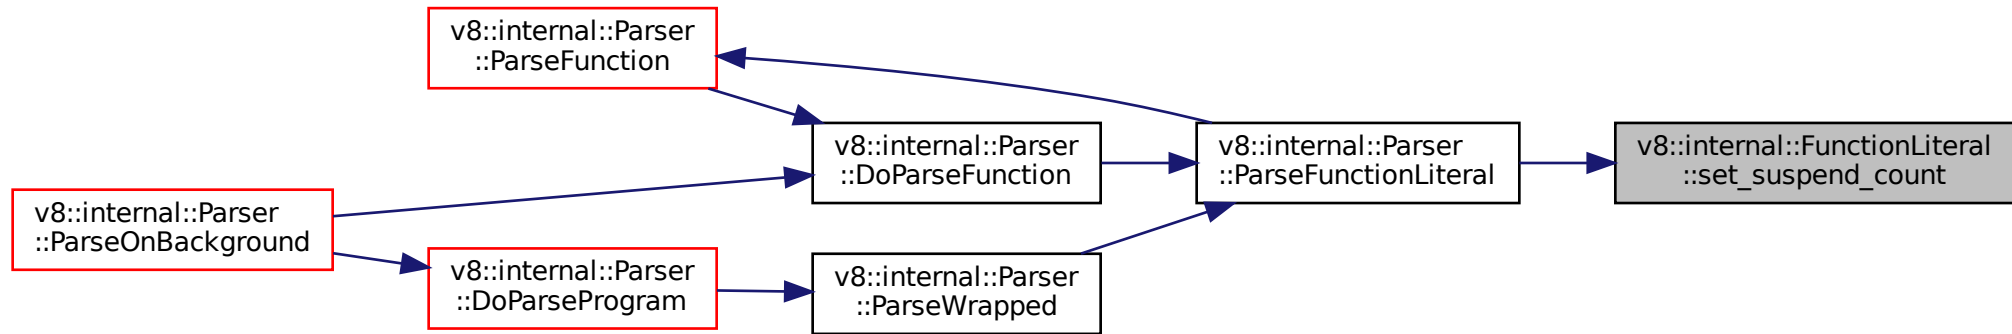 v8::internal::Parser
::ParseFunction
v8::internal::Parser
::DoParseFunction
v8::internal::Parser
::ParseFunctionLiteral
v8::internal::FunctionLiteral
::set_suspend_count
v8::internal::Parser
::ParseOnBackground
v8::internal::Parser
::DoParseProgram
v8::internal::Parser
::ParseWrapped